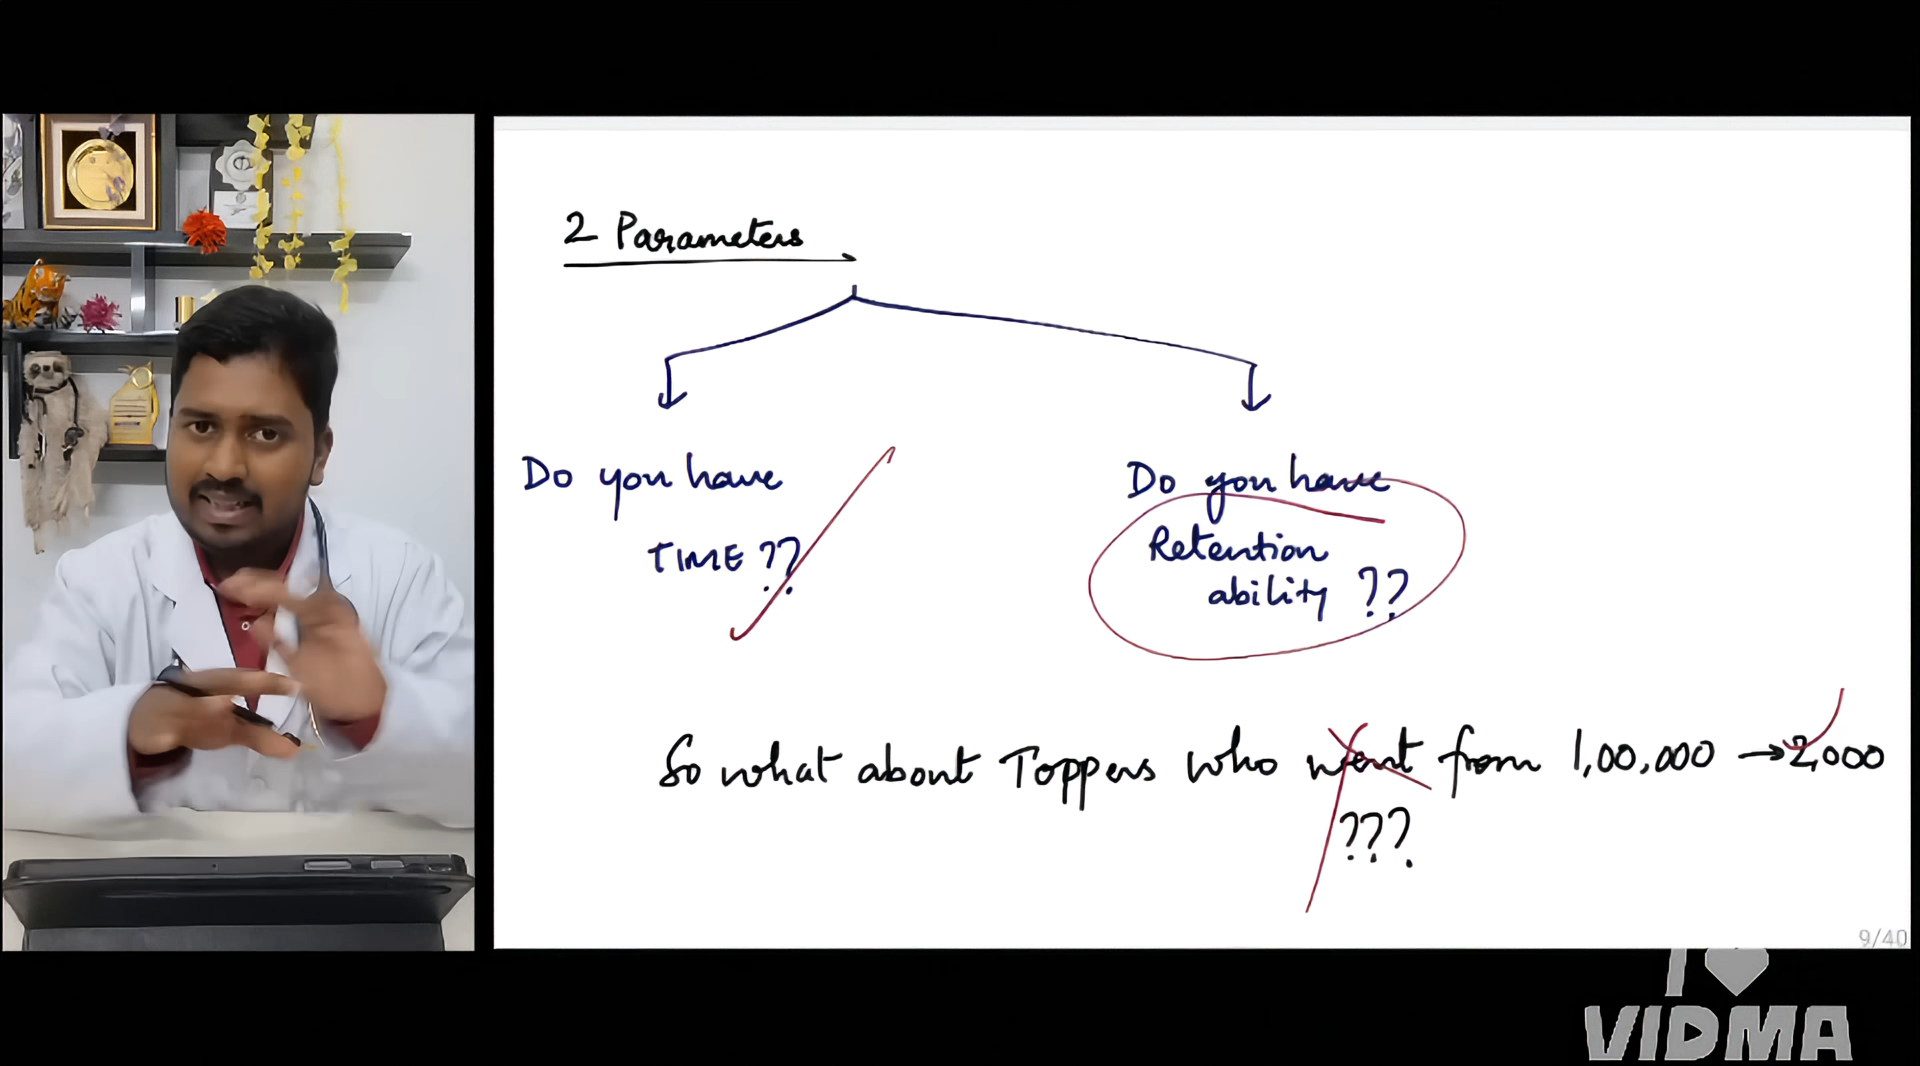 2 Parameters
Do you have
TIME ??
Do you have
Retention
ability ??
So what about Toppers who went from 1,00,000 → 2,000
???
9/40
I ♥
VIDMA